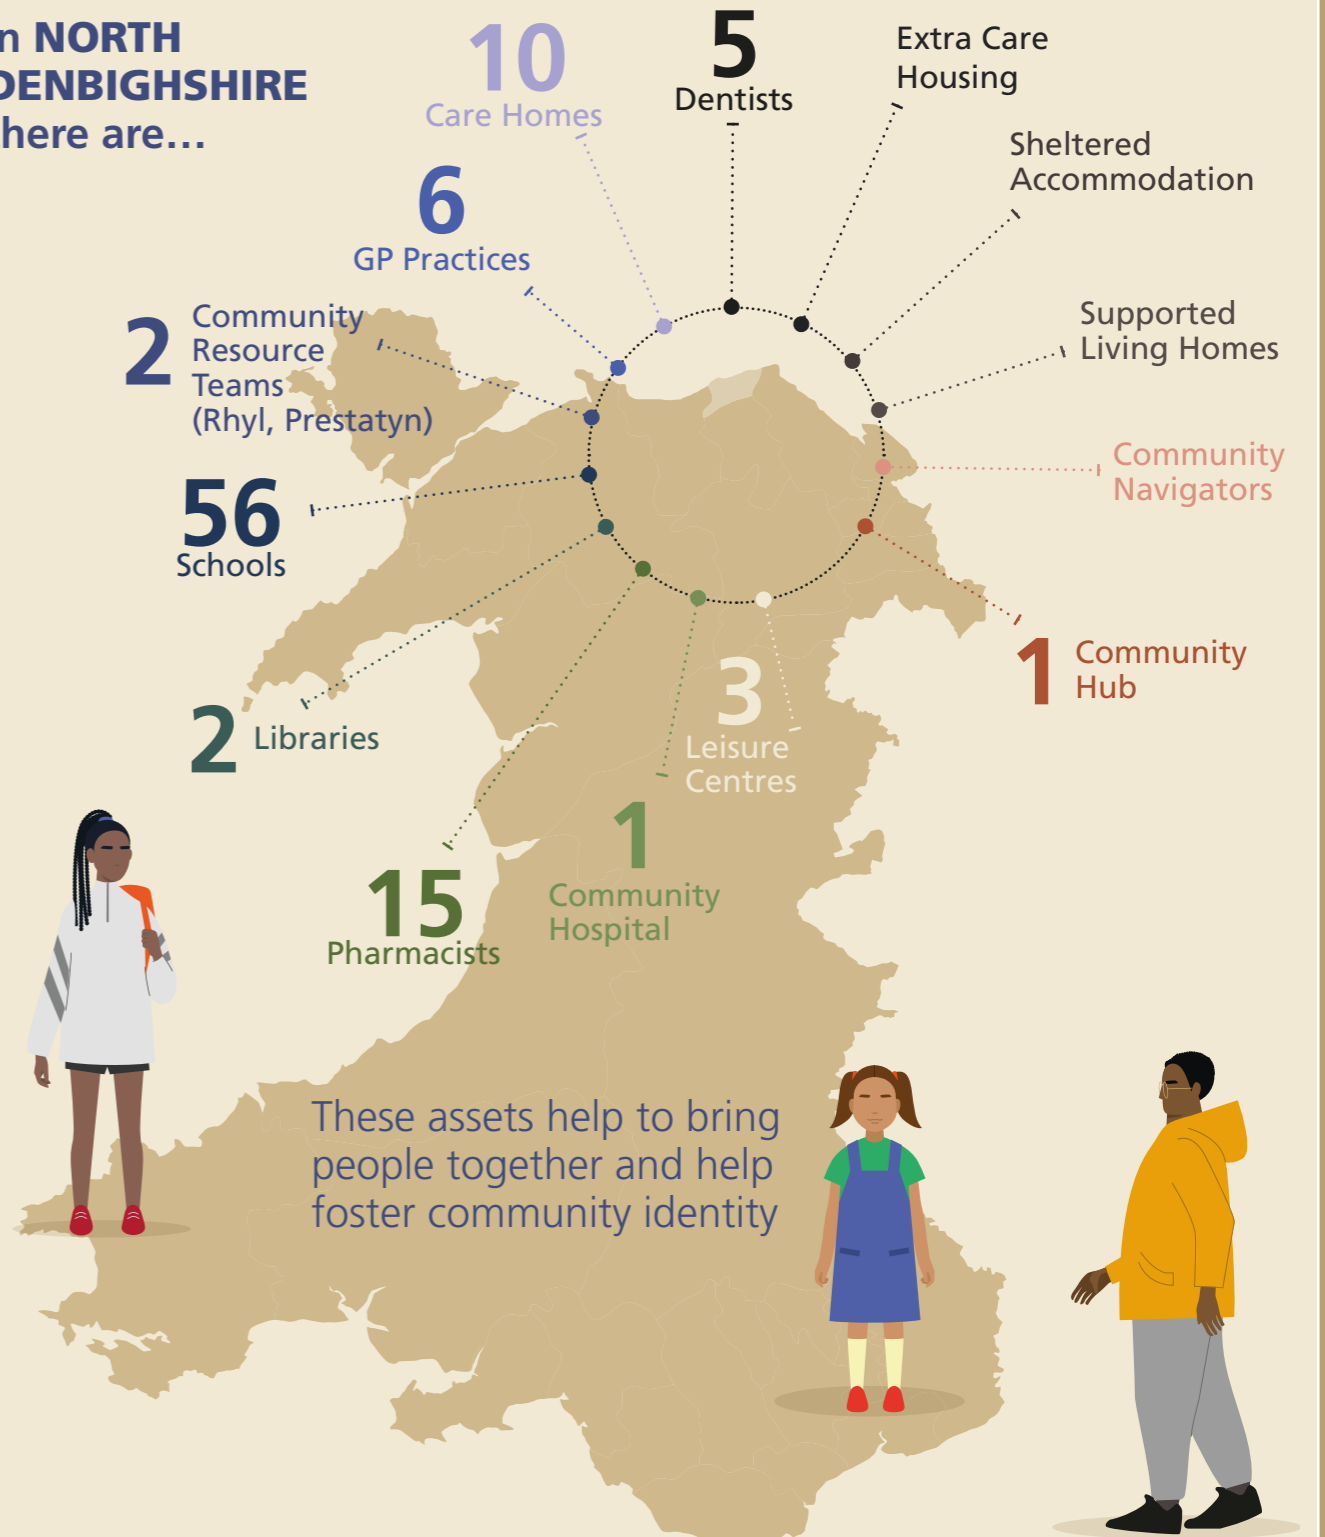 n NORTH
DENBIGHSHIRE
here are...
10
Care Homes
5
Dentists
Extra Care
Housing
Sheltered
Accommodation
6
GP Practices
Supported
Living Homes
2
Community
Resource
Teams
(Rhyl, Prestatyn)
Community
Navigators
56
Schools
1
Community
Hub
2
Libraries
3
Leisure
Centres
15
Pharmacists
1
Community
Hospital
These assets help to bring
people together and help
foster community identity